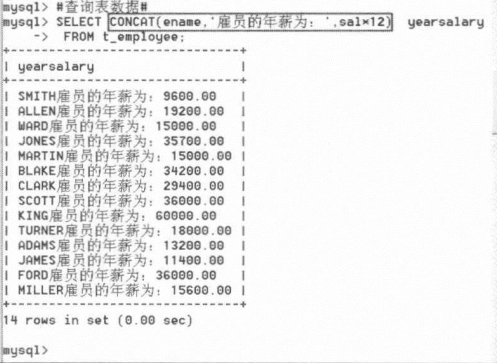 mysql> #查询表数据#
mysql> SELECT CONCAT(ename,'雇员的年薪为: ',sal*12) yearsalary
    -> FROM t_employee;
+---------------------------+
| yearsalary                |
+---------------------------+
| SMITH雇员的年薪为: 9600.00 |
| ALLEN雇员的年薪为: 19200.00 |
| WARD雇员的年薪为: 15000.00 |
| JONES雇员的年薪为: 35700.00 |
| MARTIN雇员的年薪为: 15000.00 |
| BLAKE雇员的年薪为: 34200.00 |
| CLARK雇员的年薪为: 29400.00 |
| SCOTT雇员的年薪为: 36000.00 |
| KING雇员的年薪为: 60000.00 |
| TURNER雇员的年薪为: 18000.00 |
| ADAMS雇员的年薪为: 13200.00 |
| JAMES雇员的年薪为: 11400.00 |
| FORD雇员的年薪为: 36000.00 |
| MILLER雇员的年薪为: 15600.00 |
+---------------------------+
14 rows in set (0.00 sec)
mysql>